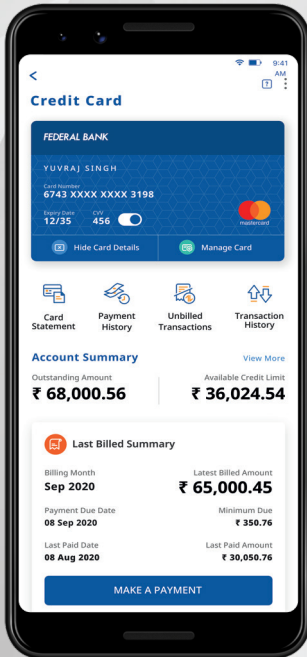 9:41
AM
<
?
Credit Card
FEDERAL BANK
YUVRAJ SINGH
Card Number
6743 XXXX XXXX 3198
Expiry Date CVV
12/35 456
mastercard
Hide Card Details Manage Card
Card Statement Payment History Unbilled Transactions Transaction History
Account Summary View More
Outstanding Amount Available Credit Limit
₹ 68,000.56 ₹ 36,024.54
Last Billed Summary
Billing Month Latest Billed Amount
Sep 2020 ₹ 65,000.45
Payment Due Date Minimum Due
08 Sep 2020 ₹ 350.76
Last Paid Date Last Paid Amount
08 Aug 2020 ₹ 30,050.76
MAKE A PAYMENT